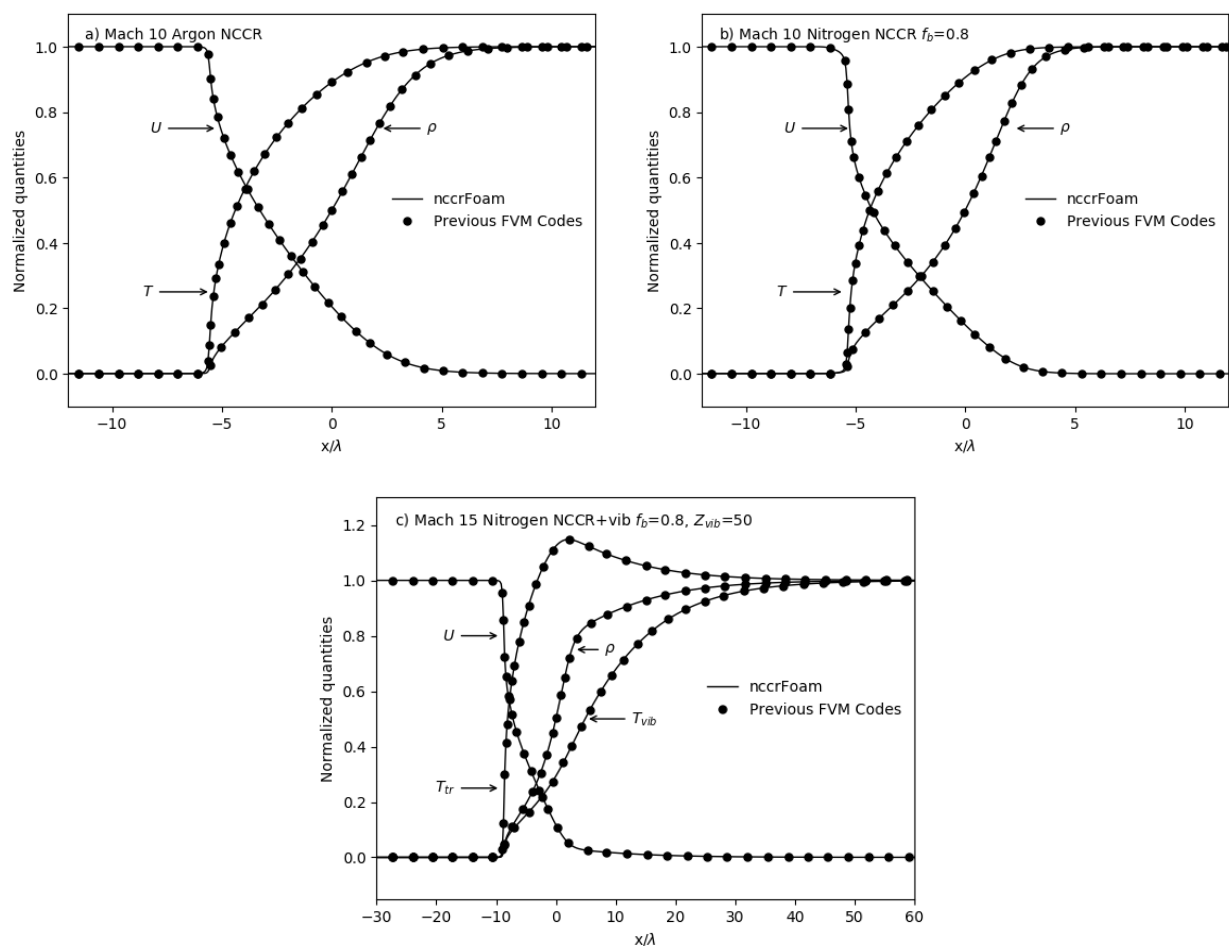 a) Mach 10 Argon NCCR
1.0
0.8
0.6
0.4
0.2
0.0
Normalized quantities
U
ρ
T
nccrFoam
Previous FVM Codes
−10
−5
0
5
10
x/λ
b) Mach 10 Nitrogen NCCR f_b=0.8
1.0
0.8
0.6
0.4
0.2
0.0
Normalized quantities
U
ρ
T
nccrFoam
Previous FVM Codes
−10
−5
0
5
10
x/λ
c) Mach 15 Nitrogen NCCR+vib f_b=0.8, Z_vib=50
1.2
1.0
0.8
0.6
0.4
0.2
0.0
Normalized quantities
U
ρ
T_vib
T_tr
nccrFoam
Previous FVM Codes
−30
−20
−10
0
10
20
30
40
50
60
x/λ